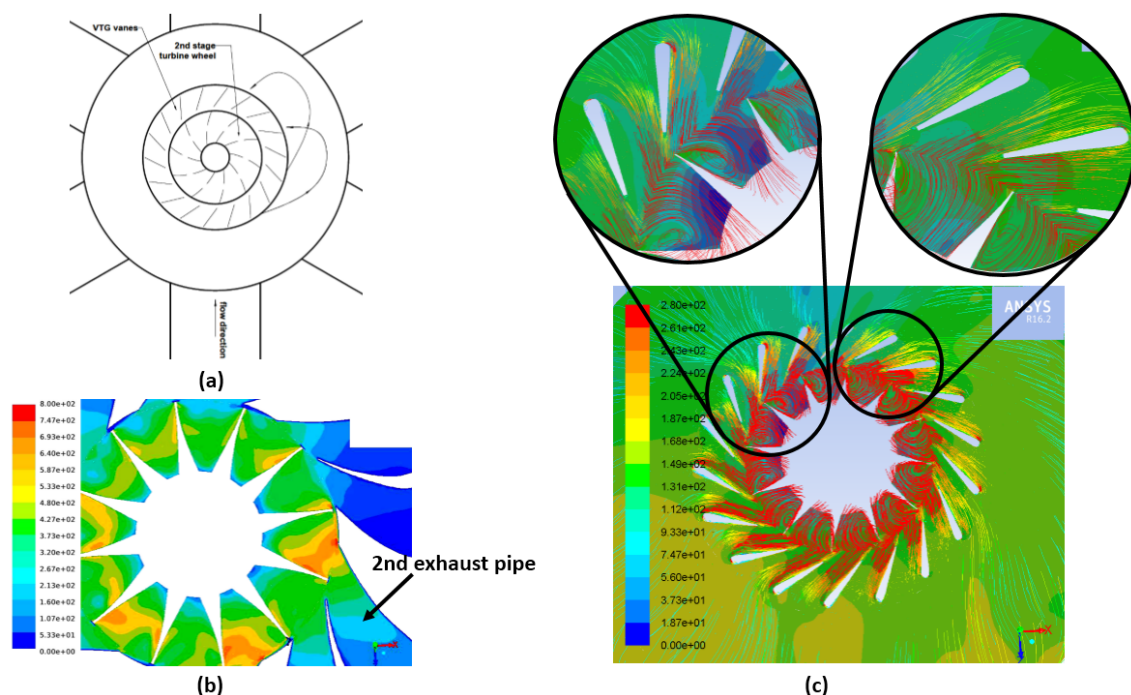 VTG vanes
2nd stage
turbine wheel
flow direction
(a)
8.00e+02
7.47e+02
6.93e+02
6.40e+02
5.87e+02
5.33e+02
4.80e+02
4.27e+02
3.73e+02
3.20e+02
2.67e+02
2.13e+02
1.60e+02
1.07e+02
5.33e+01
0.00e+00
2nd exhaust pipe
X
(b)
2.80e+02
2.61e+02
2.43e+02
2.24e+02
2.05e+02
1.87e+02
1.68e+02
1.49e+02
1.31e+02
1.12e+02
9.33e+01
7.47e+01
5.60e+01
3.73e+01
1.87e+01
0.00e+00
ANSYS
R16.2
X
(c)